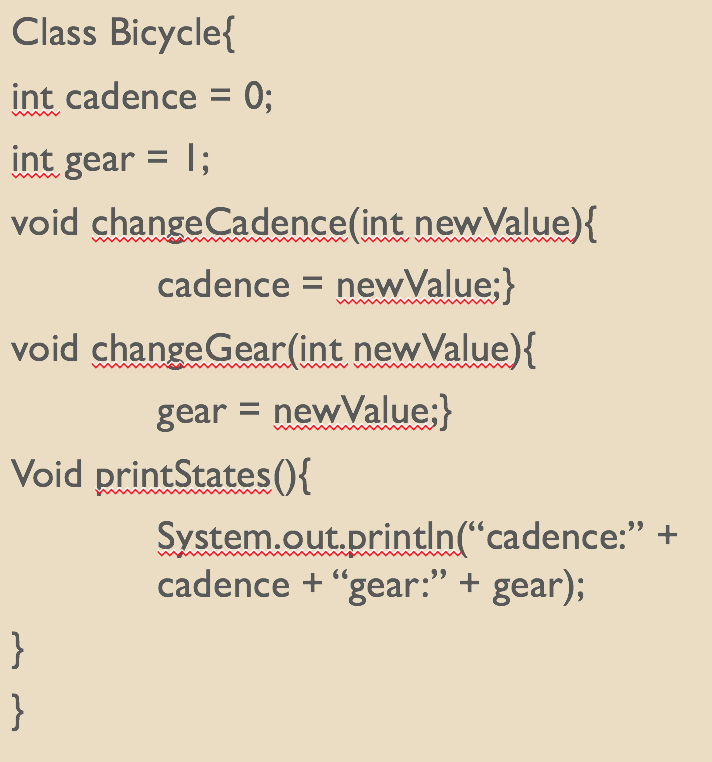 Class Bicycle{
int cadence = 0;
int gear = 1;
void changeCadence(int newValue){
cadence = newValue;}
void changeGear(int newValue){
gear = newValue;}
Void printStates(){
System.out.println(“cadence:” +
cadence + “gear:” + gear);
}
}